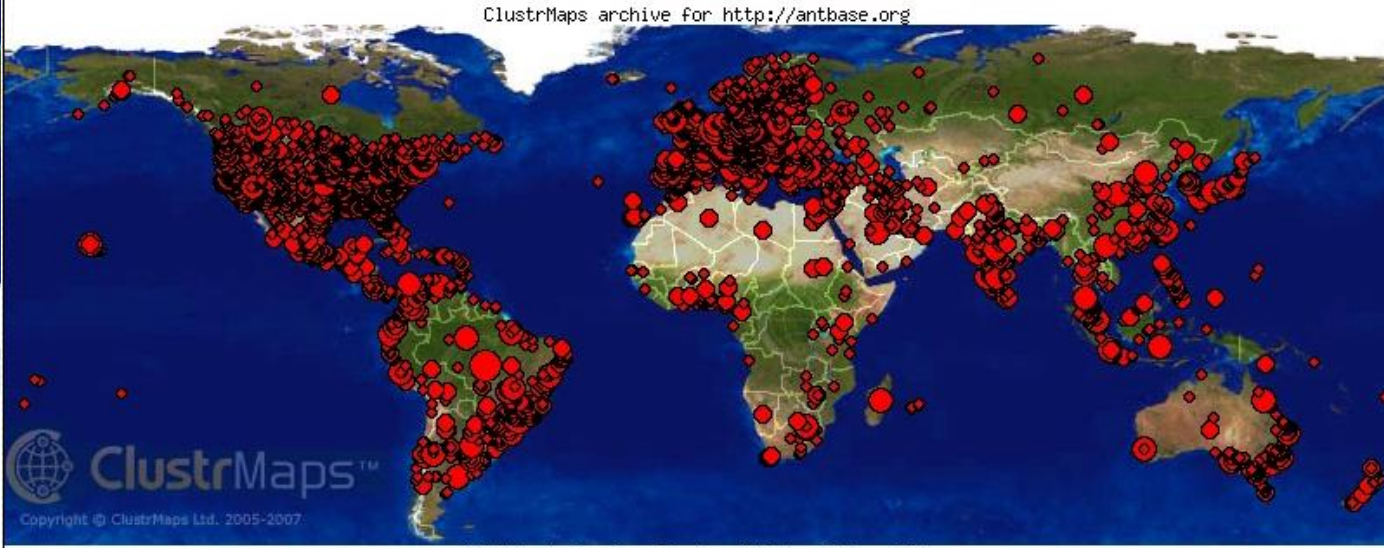 ClustrMaps archive for http://antbase.org
ClustrMaps™
Copyright © ClustrMaps Ltd. 2005-2007